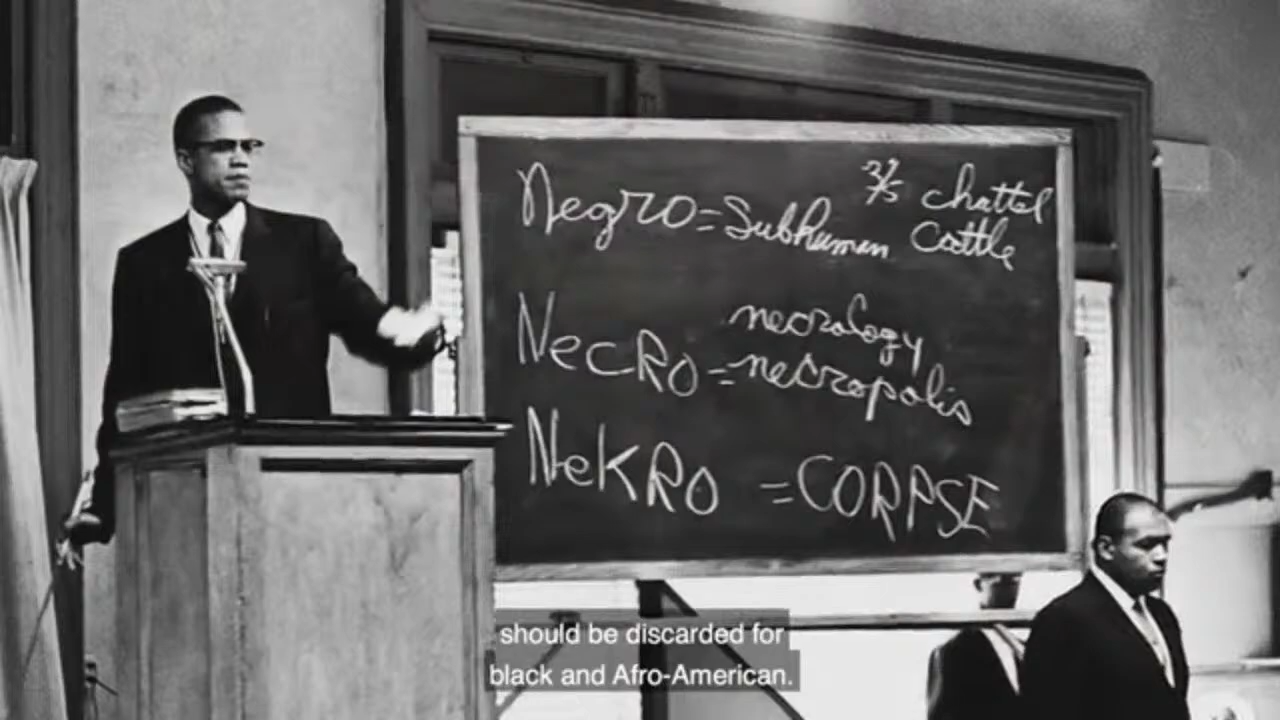 Negro = Subhuman 3/5 chattel
cattle
necrology
Necro = necropolis
Nekro = CORPSE
should be discarded for
black and Afro-American.